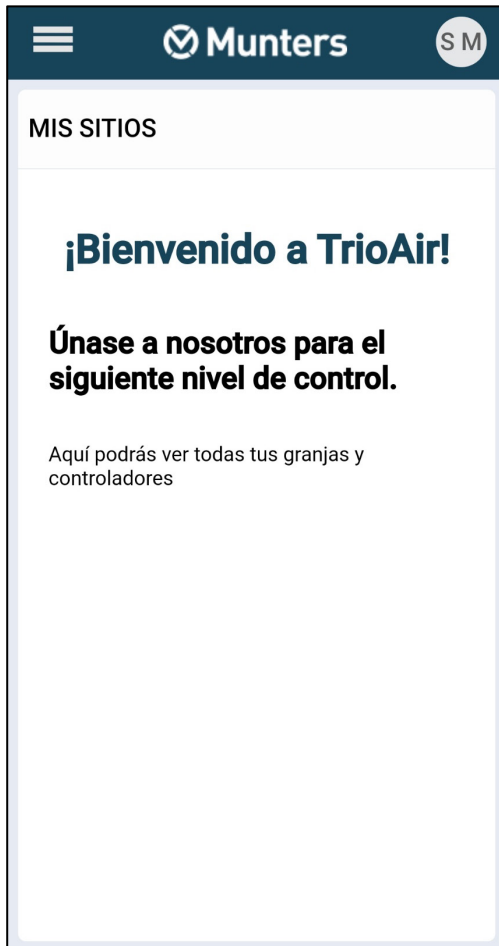 Munters
S M
MIS SITIOS
¡Bienvenido a TrioAir!
Únase a nosotros para el
siguiente nivel de control.
Aquí podrás ver todas tus granjas y
controladores